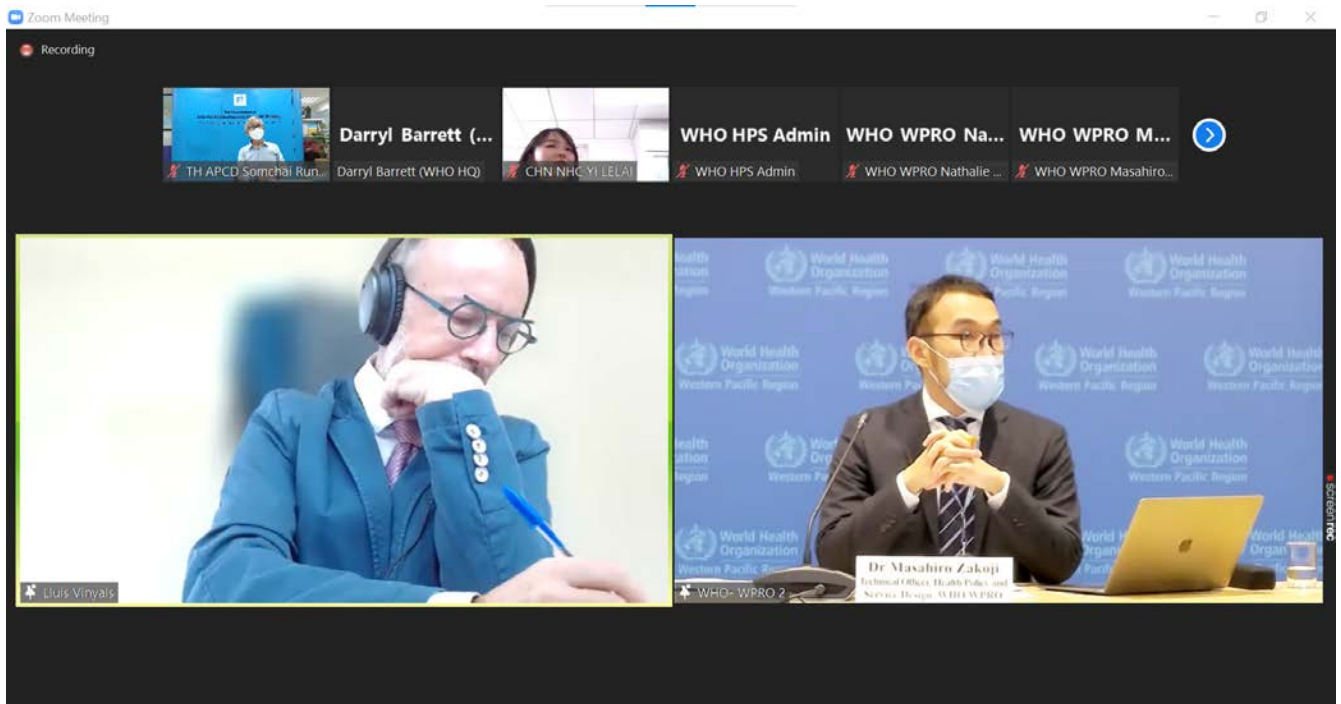 Zoom Meeting
Recording
Darryl Barrett (...
WHO HPS Admin
WHO WPRO Na...
WHO WPRO M...
TH APCD Somchai Run...
Darryl Barrett (WHO HQ)
CHN NHC YI LELAI
WHO HPS Admin
WHO WPRO Nathalie ...
WHO WPRO Masahiro...
World Health
Organization
Western Pacific Region
Dr Masahiro Zakoji
Technical Officer, Health Policy and
Service Design, WHO WPRO
Lluis Vinyals
WHO- WPRO 2
screenrec